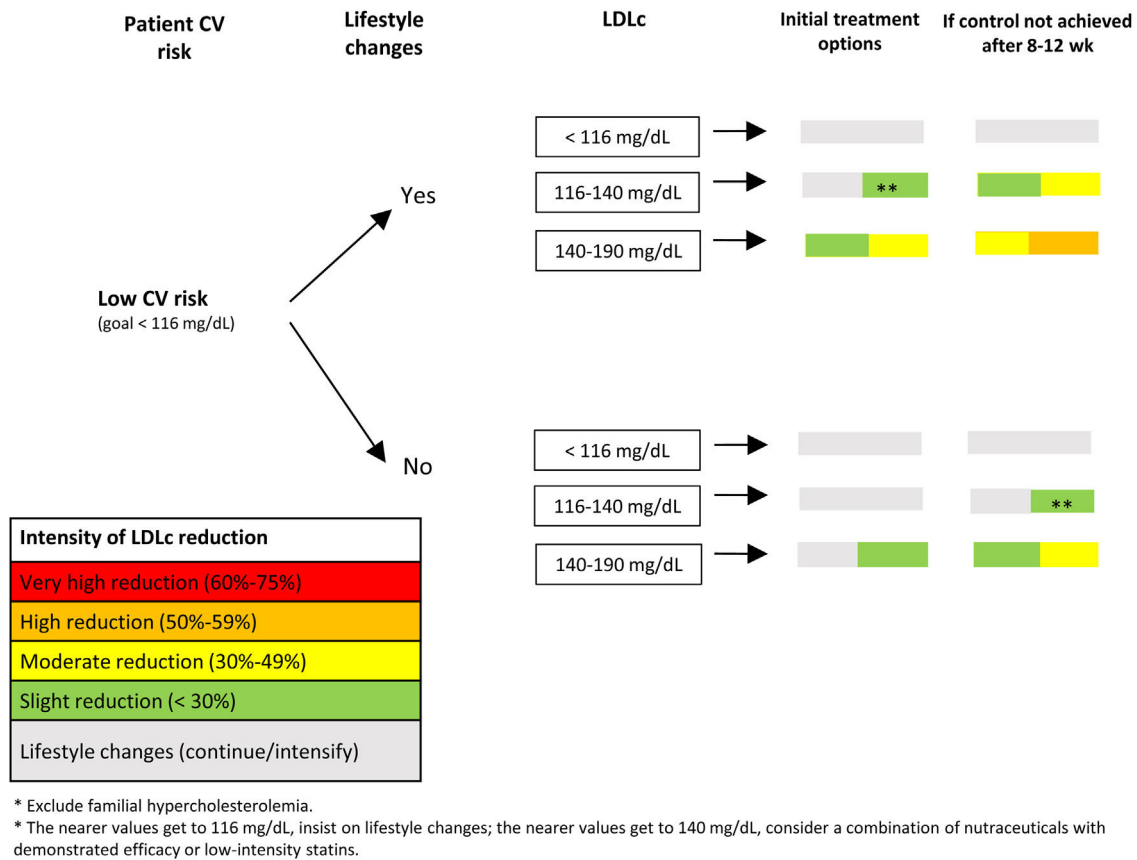 Patient CV
risk
Lifestyle
changes
LDLc
Initial treatment
options
If control not achieved
after 8-12 wk
Low CV risk
(goal < 116 mg/dL)
Yes
< 116 mg/dL
116-140 mg/dL
**
140-190 mg/dL
No
< 116 mg/dL
116-140 mg/dL
**
140-190 mg/dL
Intensity of LDLc reduction
Very high reduction (60%-75%)
High reduction (50%-59%)
Moderate reduction (30%-49%)
Slight reduction (< 30%)
Lifestyle changes (continue/intensify)
* Exclude familial hypercholesterolemia.
* The nearer values get to 116 mg/dL, insist on lifestyle changes; the nearer values get to 140 mg/dL, consider a combination of nutraceuticals with
demonstrated efficacy or low-intensity statins.